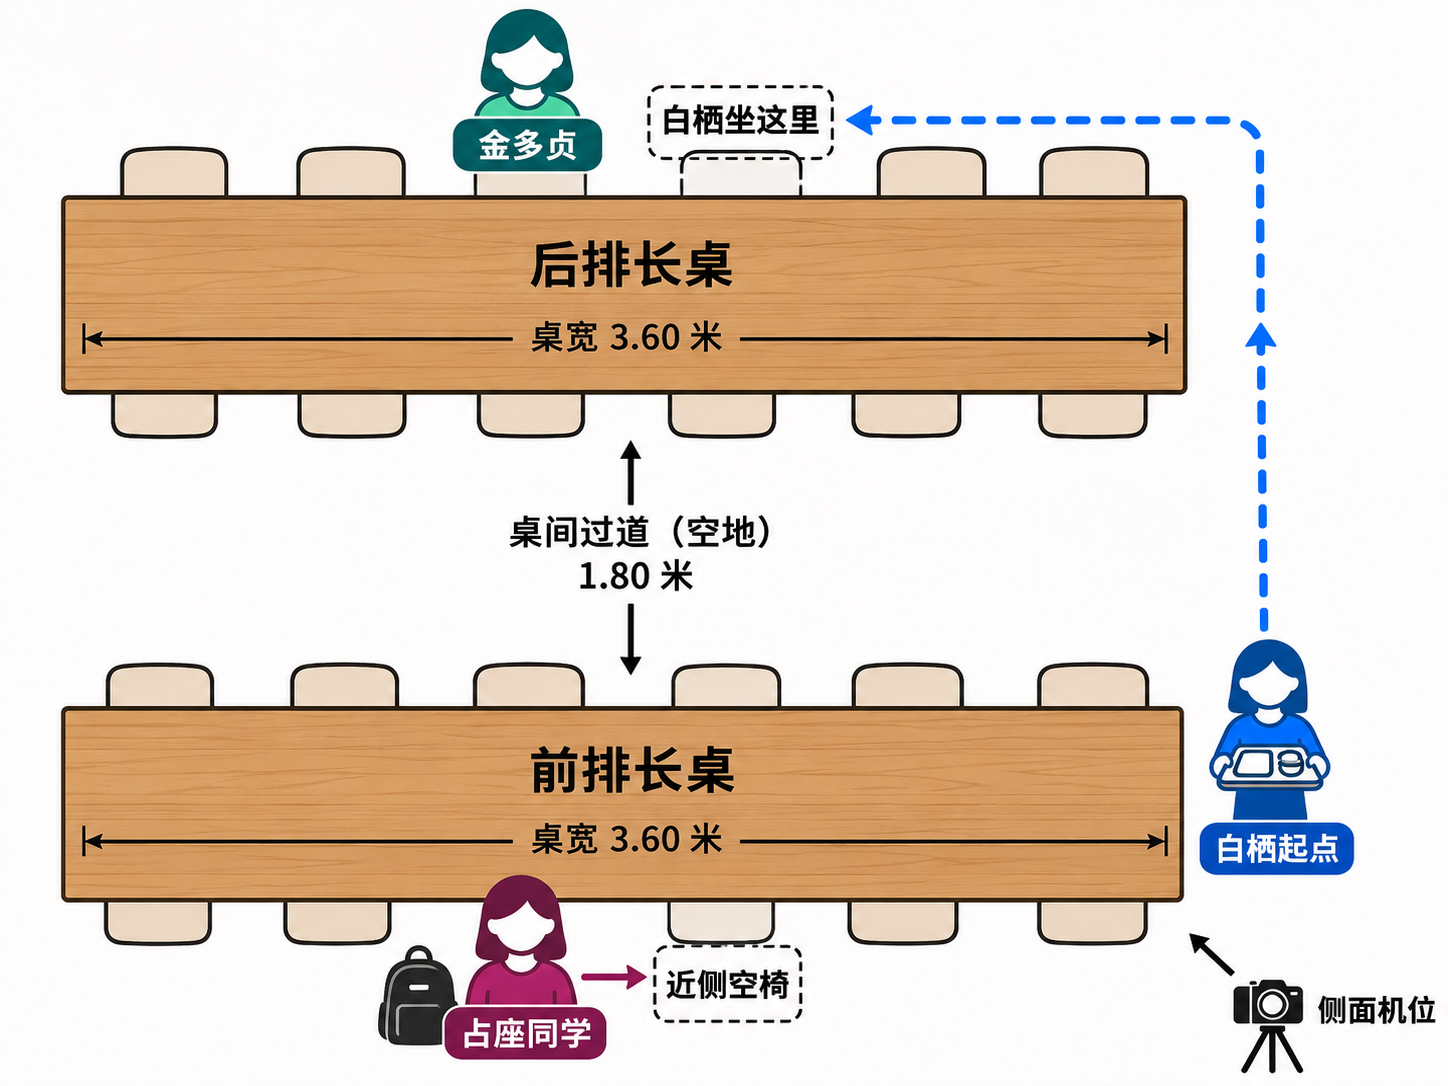 金多贞
白栖坐这里
后排长桌
桌宽 3.60 米
桌间过道（空地）
1.80 米
前排长桌
桌宽 3.60 米
白栖起点
近侧空椅
占座同学
侧面机位